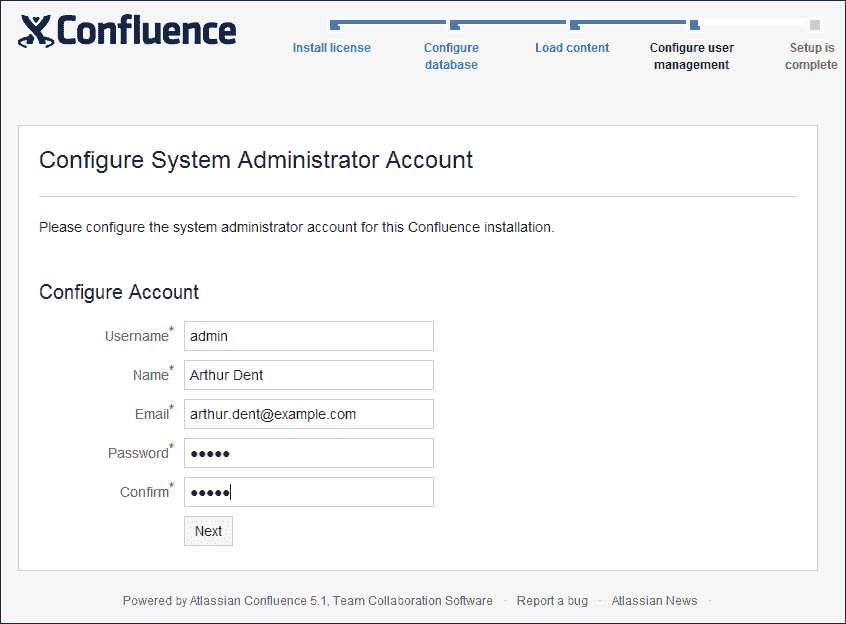 Confluence
Install license
Configure
database
Load content
Configure user
management
Setup is
complete
Configure System Administrator Account
Please configure the system administrator account for this Confluence installation.
Configure Account
Username* admin
Name* Arthur Dent
Email* arthur.dent@example.com
Password* •••••
Confirm* •••••
Next
Powered by Atlassian Confluence 5.1, Team Collaboration Software · Report a bug · Atlassian News ·